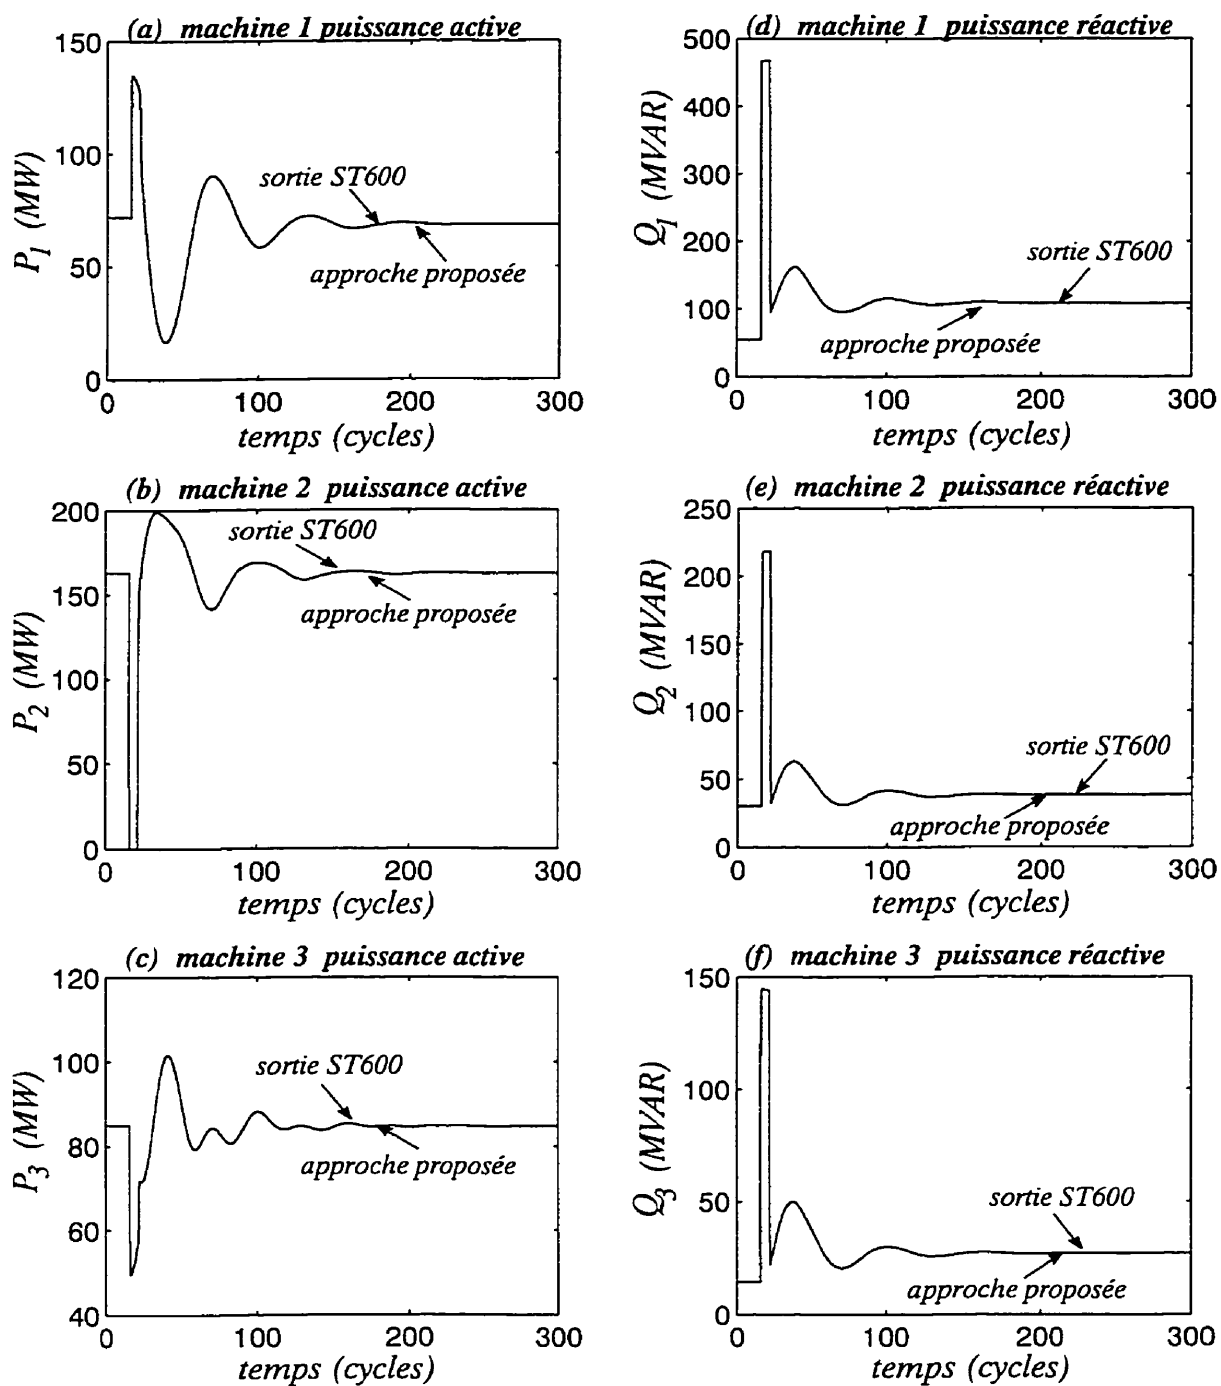 (a) machine 1 puissance active
150
100
50
0
P1 (MW)
sortie ST600
approche proposée
0 100 200 300
temps (cycles)
(d) machine 1 puissance réactive
500
400
300
200
100
0
Q1 (MVAR)
sortie ST600
approche proposée
0 100 200 300
temps (cycles)
(b) machine 2 puissance active
200
150
100
50
0
P2 (MW)
sortie ST600
approche proposée
0 100 200 300
temps (cycles)
(e) machine 2 puissance réactive
250
200
150
100
50
0
Q2 (MVAR)
sortie ST600
approche proposée
0 100 200 300
temps (cycles)
(c) machine 3 puissance active
120
100
80
60
40
P3 (MW)
sortie ST600
approche proposée
0 100 200 300
temps (cycles)
(f) machine 3 puissance réactive
150
100
50
0
Q3 (MVAR)
sortie ST600
approche proposée
0 100 200 300
temps (cycles)